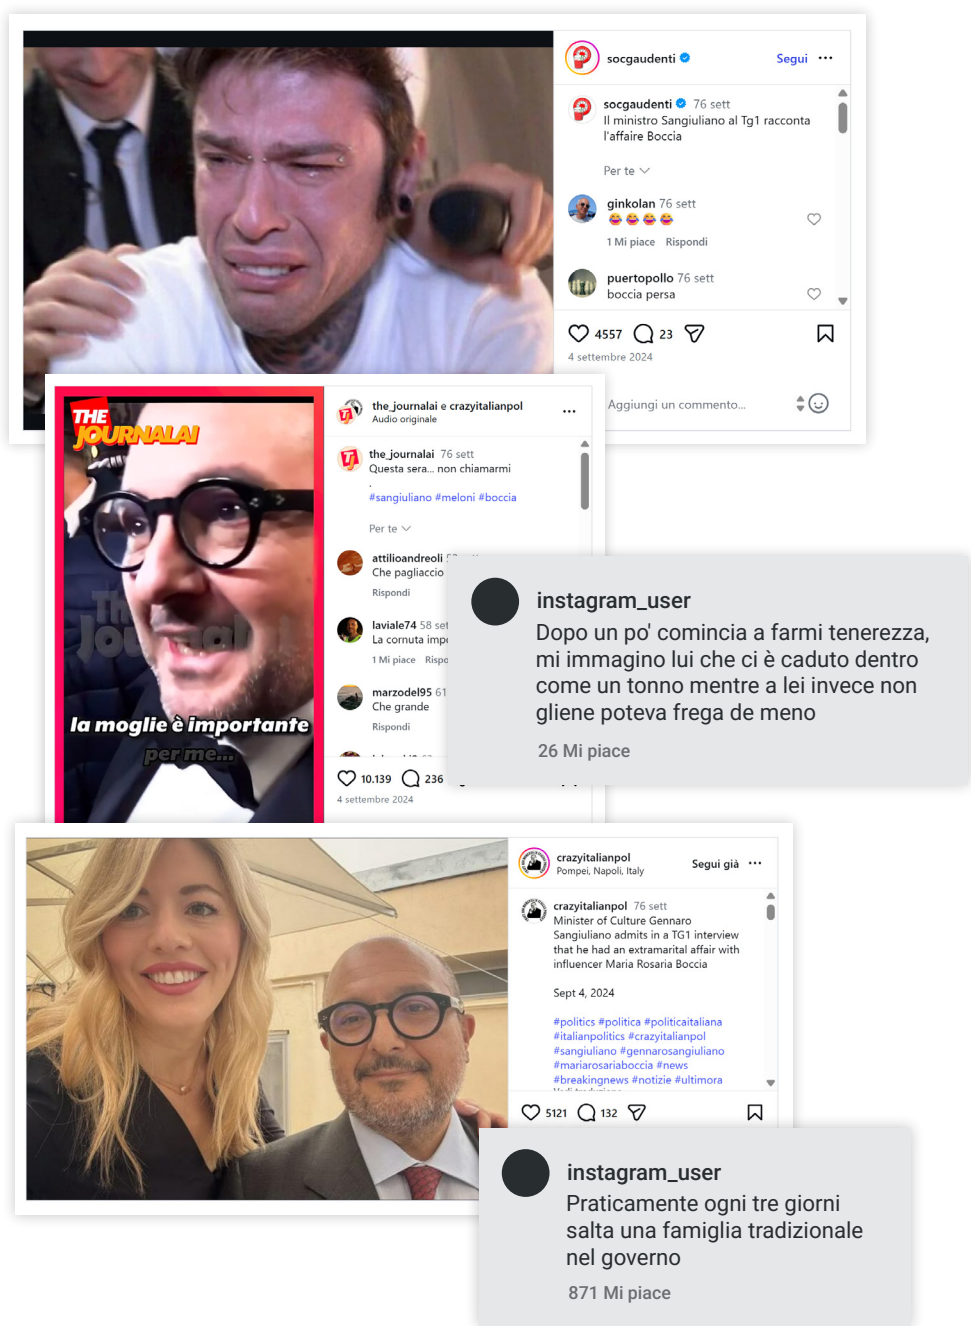 socgaudenti
Segui
socgaudenti 76 sett
Il ministro Sangiuliano al Tg1 racconta
l'affaire Boccia
Per te
ginkolan 76 sett
😂😂😂😂
1 Mi piace Rispondi
puertopollo 76 sett
boccia persa
4557 23
4 settembre 2024
Aggiungi un commento...
THE
JOURNALAI
The
Journalai
la moglie è importante
per me...
the_journalai e crazyitalianpol
Audio originale
the_journalai 76 sett
Questa sera... non chiamarmi
.
#sangiuliano #meloni #boccia
Per te
attilioandreoli
Che pagliaccio
Rispondi
laviale74 58 set
La cornuta
1 Mi piace
marzodel95 61
Che grande
Rispondi
10.139 236
4 settembre 2024
instagram_user
Dopo un po' comincia a farmi tenerezza,
mi immagino lui che ci è caduto dentro
come un tonno mentre a lei invece non
gliene poteva frega de meno
26 Mi piace
crazyitalianpol
Pompei, Napoli, Italy
Segui già
crazyitalianpol 76 sett
Minister of Culture Gennaro
Sangiuliano admits in a TG1 interview
that he had an extramarital affair with
influencer Maria Rosaria Boccia
Sept 4, 2024
#politics #politica #politicaitaliana
#italianpolitics #crazyitalianpol
#sangiuliano #gennarosangiuliano
#mariarosariaboccia #news
#breakingnews #notizie #ultimora
5121 132
instagram_user
Praticamente ogni tre giorni
salta una famiglia tradizionale
nel governo
871 Mi piace